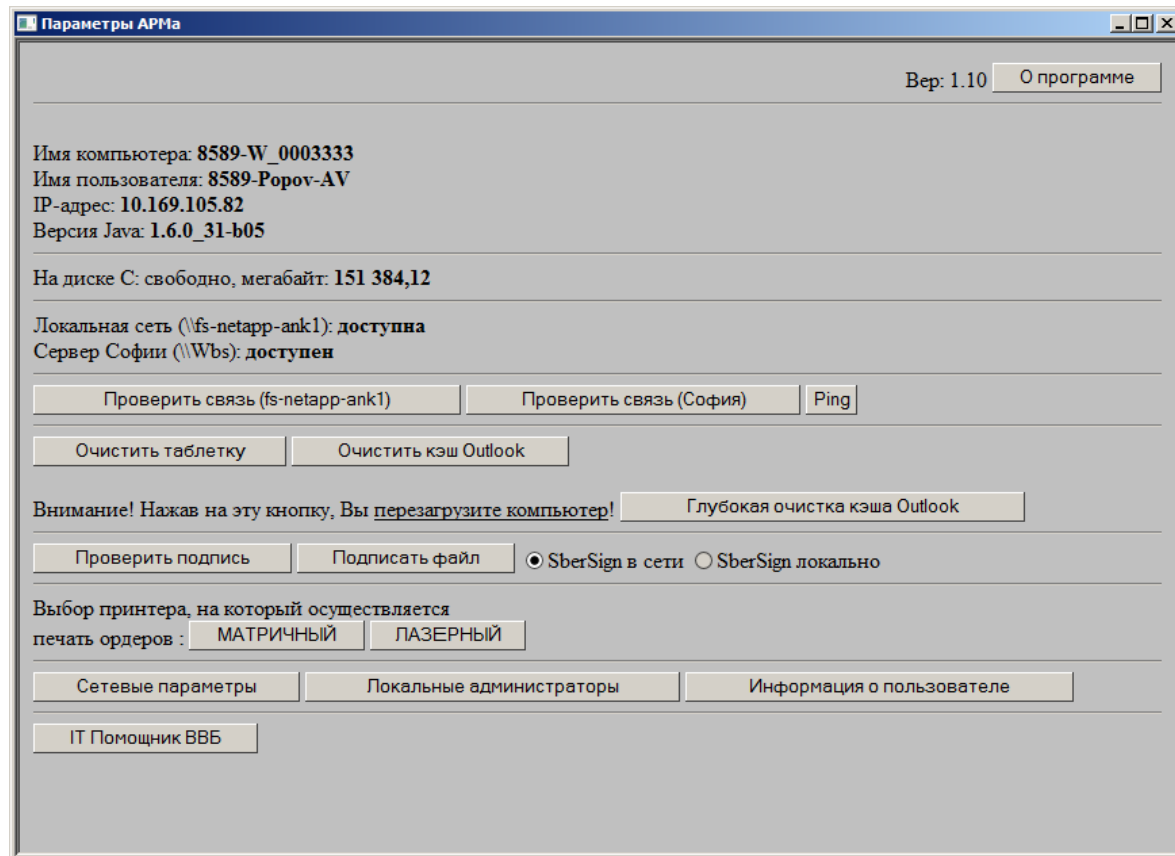 Параметры АРМа
Вер: 1.10 О программе
Имя компьютера: 8589-W_0003333
Имя пользователя: 8589-Popov-AV
IP-адрес: 10.169.105.82
Версия Java: 1.6.0_31-b05
На диске C: свободно, мегабайт: 151 384,12
Локальная сеть (\\fs-netapp-ank1): доступна
Сервер Софии (\\Wbs): доступен
Проверить связь (fs-netapp-ank1) Проверить связь (София) Ping
Очистить таблетку Очистить кэш Outlook
Внимание! Нажав на эту кнопку, Вы перезагрузите компьютер! Глубокая очистка кэша Outlook
Проверить подпись Подписать файл SberSign в сети SberSign локально
Выбор принтера, на который осуществляется
печать ордеров : МАТРИЧНЫЙ ЛАЗЕРНЫЙ
Сетевые параметры Локальные администраторы Информация о пользователе
IT Помощник ВВБ